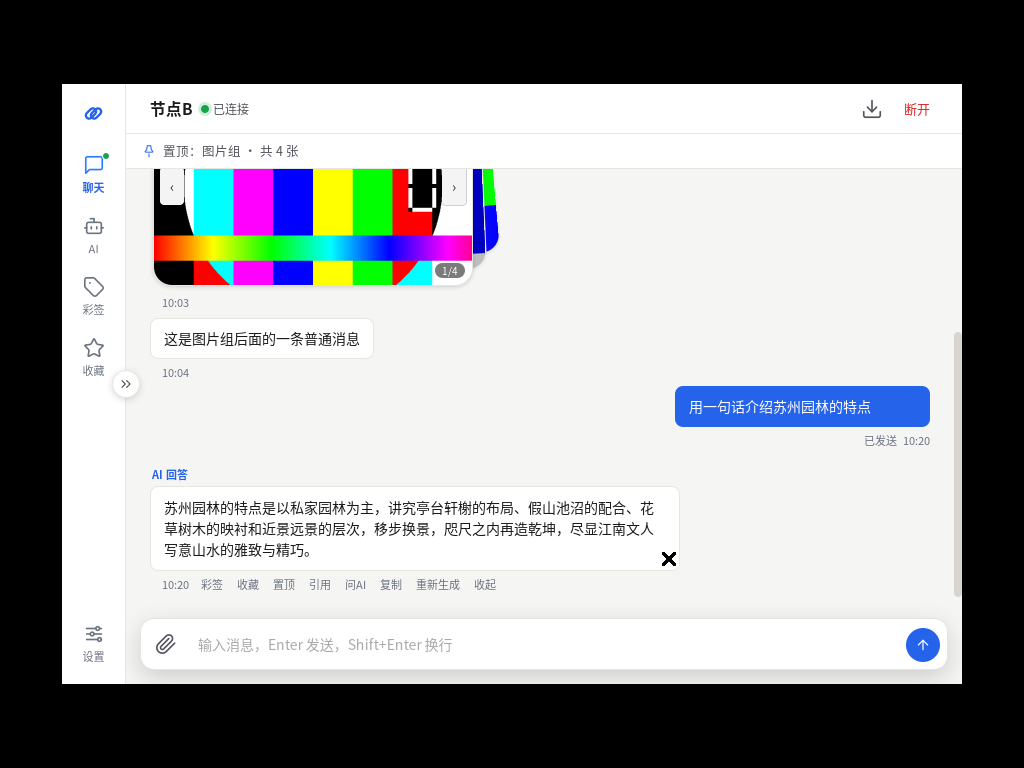 节点B 已连接 断开
置顶：图片组 · 共 4 张
聊天
AI
彩签
收藏
设置
‹ ›
1/4
10:03
这是图片组后面的一条普通消息
10:04
用一句话介绍苏州园林的特点
已发送 10:20
AI 回答
苏州园林的特点是以私家园林为主，讲究亭台轩榭的布局、假山池沼的配合、花
草树木的映衬和近景远景的层次，移步换景，咫尺之内再造乾坤，尽显江南文人
写意山水的雅致与精巧。
10:20 彩签 收藏 置顶 引用 问AI 复制 重新生成 收起
输入消息，Enter 发送，Shift+Enter 换行